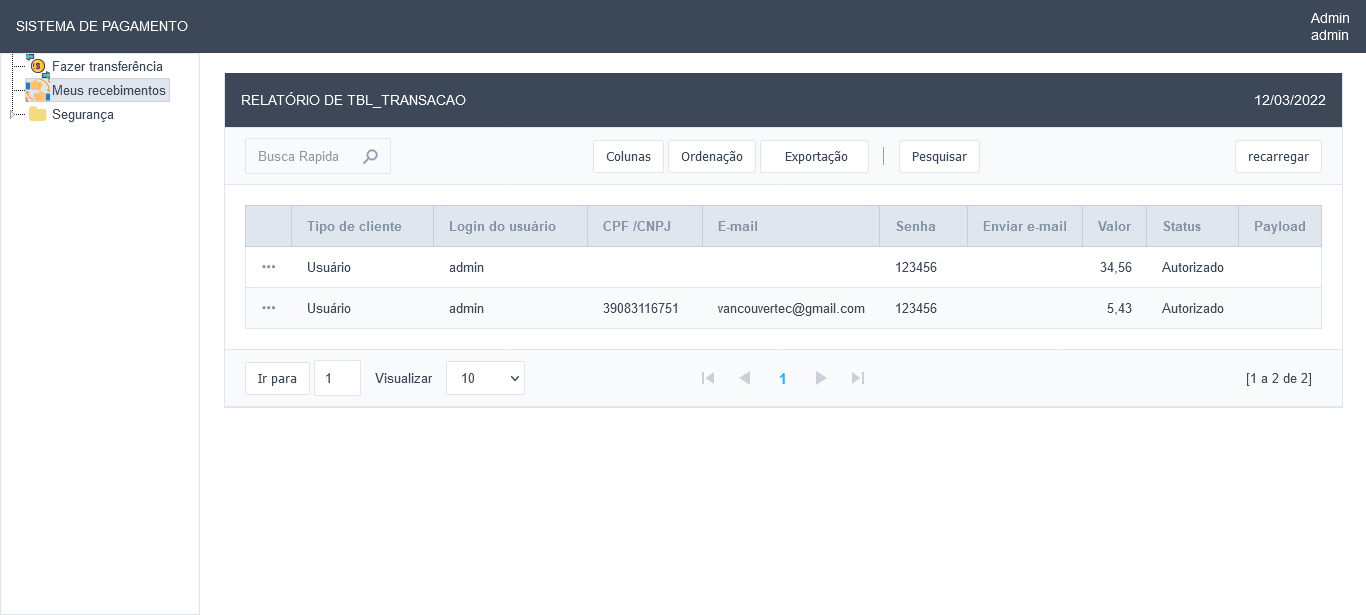 SISTEMA DE PAGAMENTO
Admin
admin
Fazer transferência
Meus recebimentos
Segurança
RELATÓRIO DE TBL_TRANSACAO 12/03/2022
Busca Rapida Colunas Ordenação Exportação Pesquisar recarregar
Tipo de cliente Login do usuário CPF /CNPJ E-mail Senha Enviar e-mail Valor Status Payload
Usuário admin 123456 34,56 Autorizado
Usuário admin 39083116751 vancouvertec@gmail.com 123456 5,43 Autorizado
Ir para 1 Visualizar 10 1 [1 a 2 de 2]